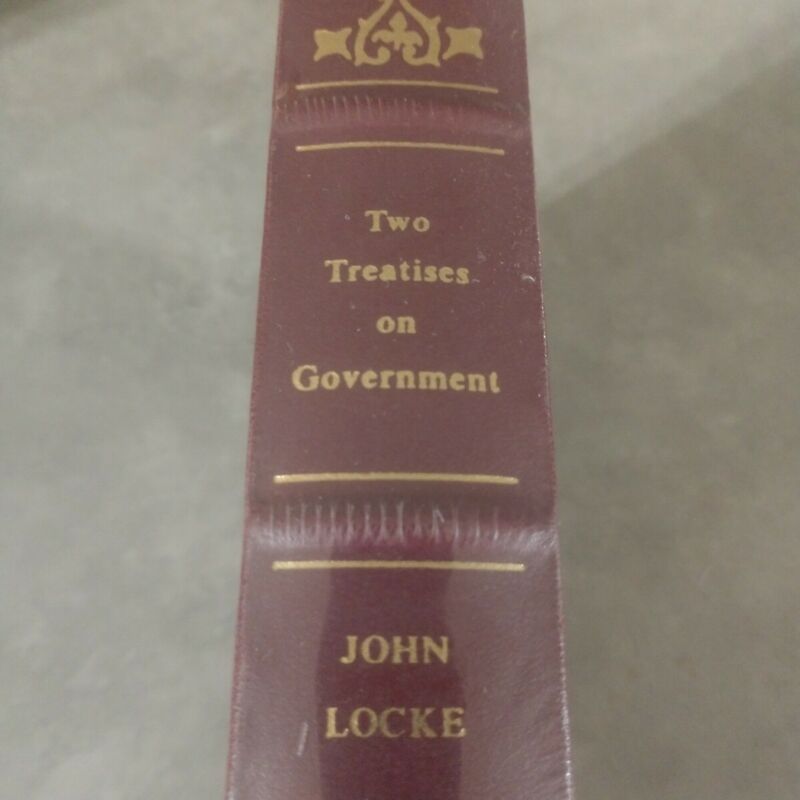 Two
Treatises
on
Government
JOHN
LOCKE